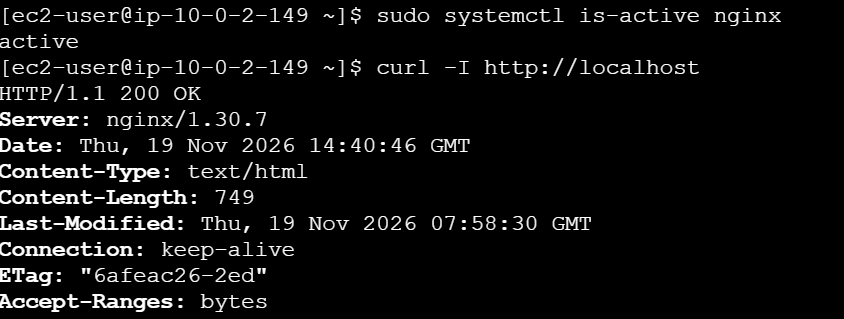 [ec2-user@ip-10-0-2-149 ~]$ sudo systemctl is-active nginx
active
[ec2-user@ip-10-0-2-149 ~]$ curl -I http://localhost
HTTP/1.1 200 OK
Server: nginx/1.30.7
Date: Thu, 19 Nov 2026 14:40:46 GMT
Content-Type: text/html
Content-Length: 749
Last-Modified: Thu, 19 Nov 2026 07:58:30 GMT
Connection: keep-alive
ETag: "6afeac26-2ed"
Accept-Ranges: bytes